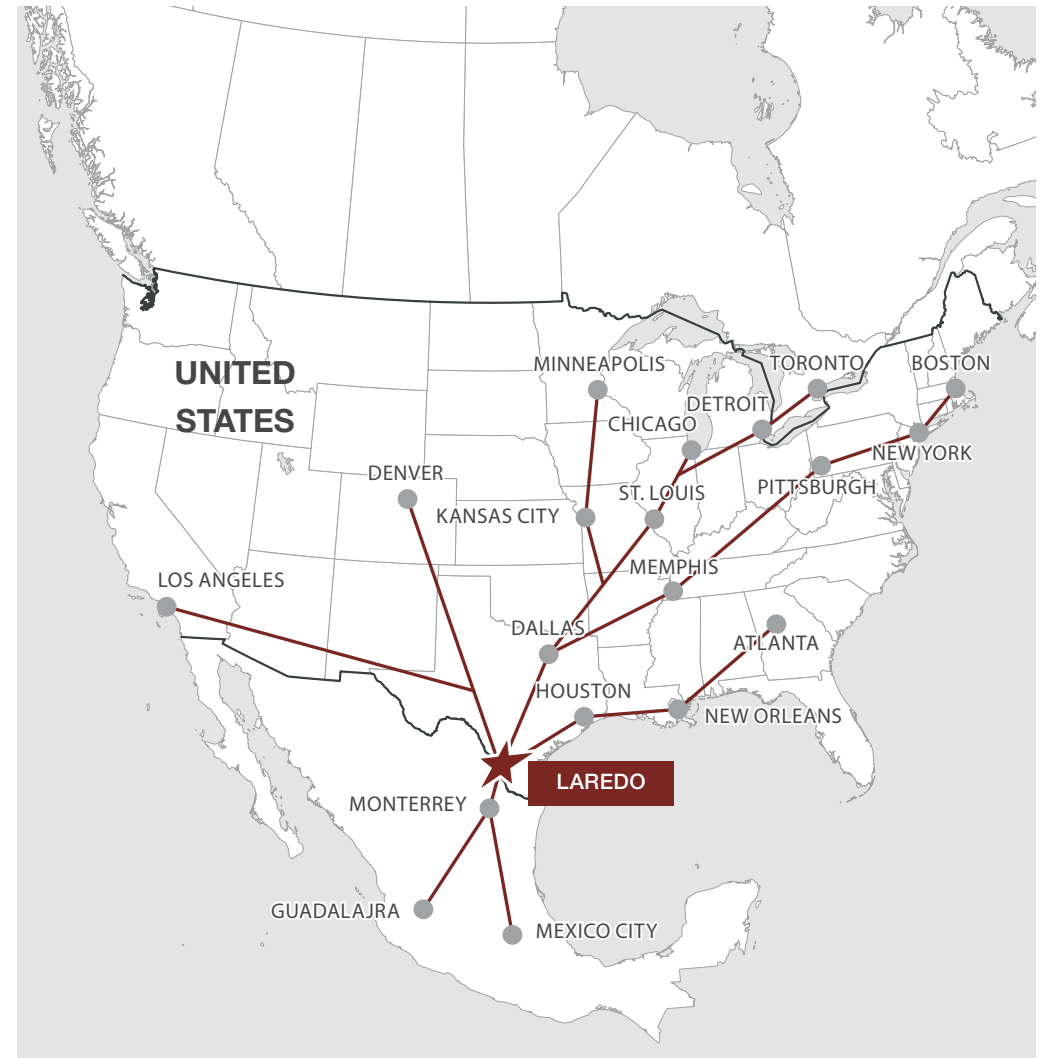 MINNEAPOLIS
TORONTO
BOSTON
UNITED
STATES
DETROIT
CHICAGO
NEW YORK
DENVER
ST. LOUIS
PITTSBURGH
KANSAS CITY
MEMPHIS
LOS ANGELES
DALLAS
ATLANTA
HOUSTON
NEW ORLEANS
LAREDO
MONTERREY
GUADALAJRA
MEXICO CITY